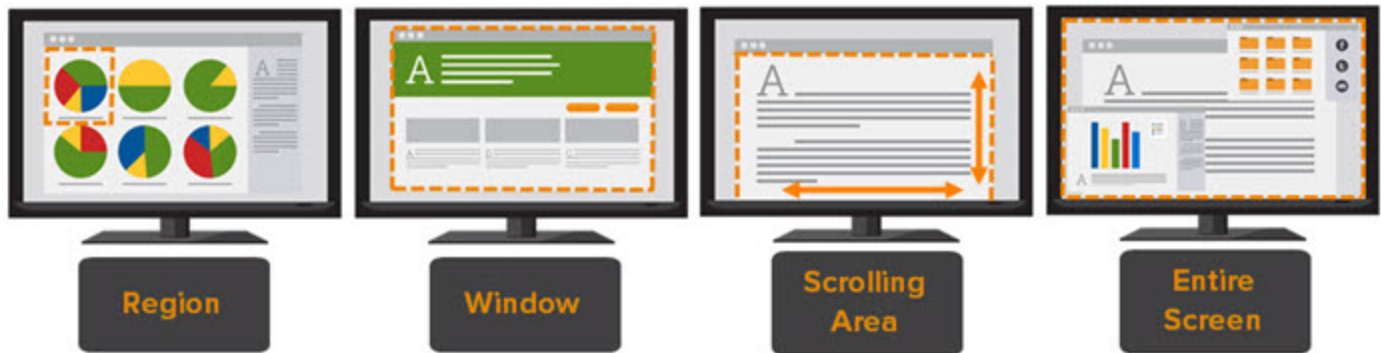 A
A
A
A
A
Region
Window
Scrolling
Area
Entire
Screen